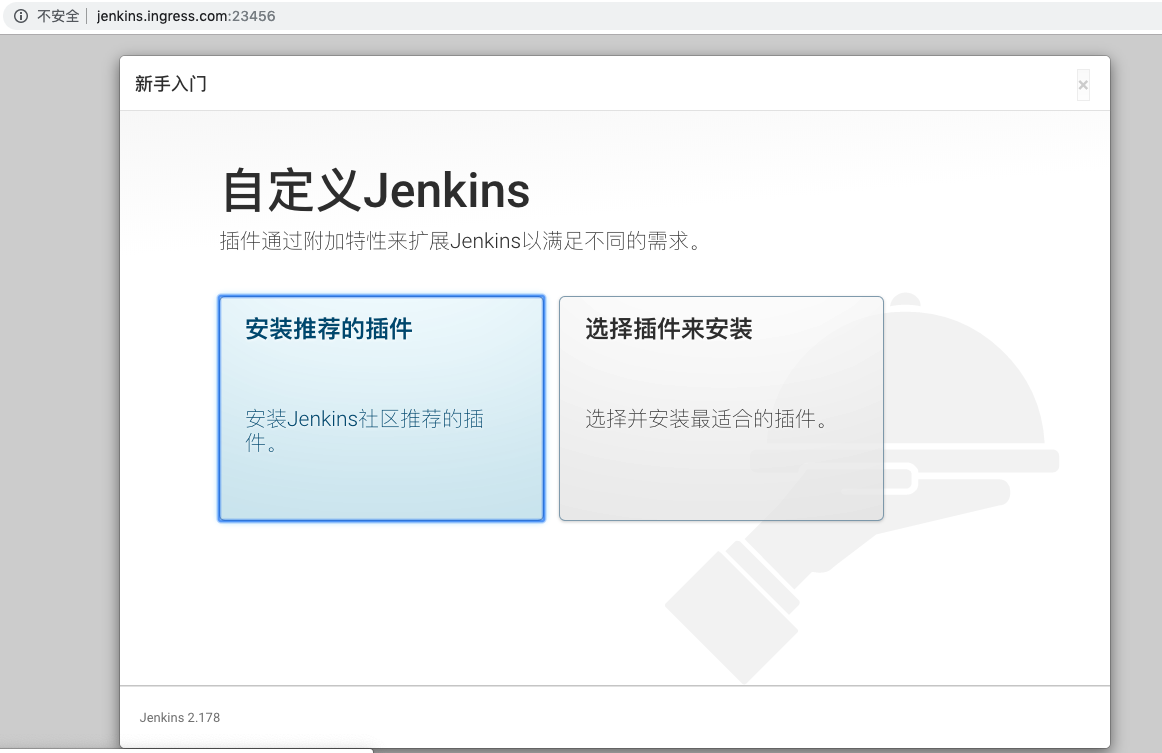 不安全 jenkins.ingress.com:23456
新手入门
×
自定义Jenkins
插件通过附加特性来扩展Jenkins以满足不同的需求。
安装推荐的插件
安装Jenkins社区推荐的插
件。
选择插件来安装
选择并安装最适合的插件。
Jenkins 2.178